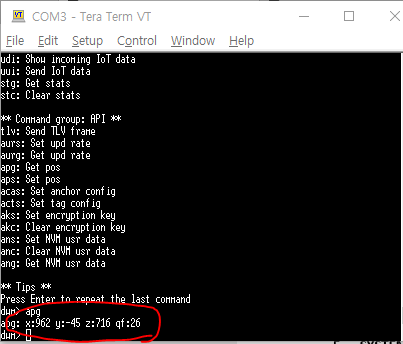 COM3 - Tera Term VT
File Edit Setup Control Window Help
udi: Show incoming IoT data
uui: Send IoT data
stg: Get stats
stc: Clear stats
** Command group: API **
tlv: Send TLV frame
aurs: Set upd rate
aurg: Get upd rate
apg: Get pos
aps: Set pos
acas: Set anchor config
acts: Set tag config
aks: Set encryption key
akc: Clear encryption key
ans: Set NVM usr data
anc: Clear NVM usr data
ang: Get NVM usr data
** Tips **
Press Enter to repeat the last command
dwm> apg
apg: x:962 y:-45 z:716 qf:26
dwm>